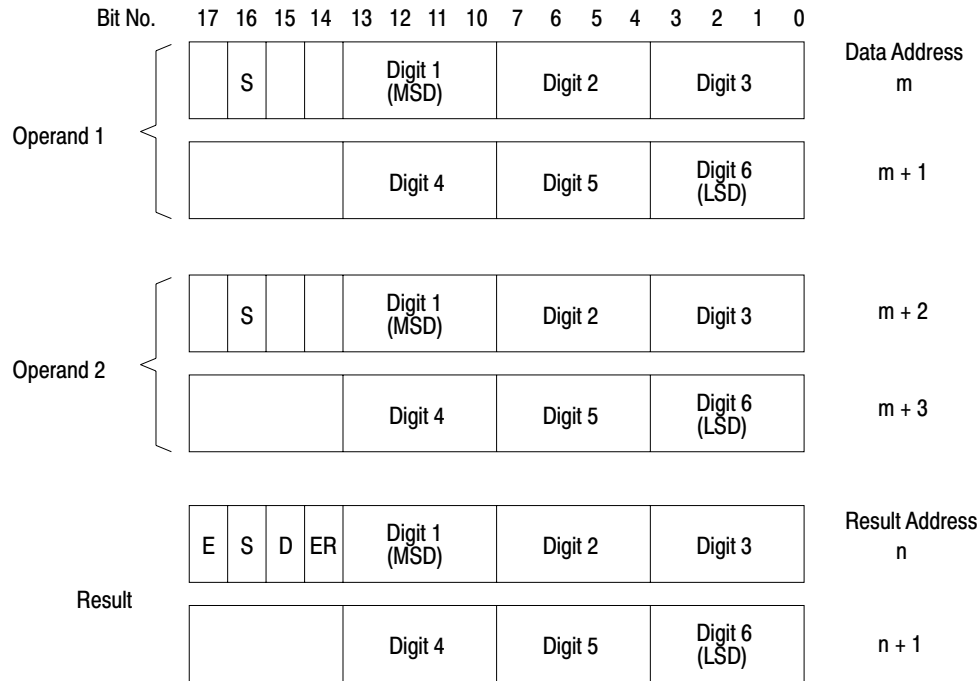 Bit No. 17 16 15 14 13 12 11 10 7 6 5 4 3 2 1 0
Data Address
m
Operand 1
S
Digit 1
(MSD)
Digit 2
Digit 3
Digit 4
Digit 5
Digit 6
(LSD)
m + 1
Operand 2
S
Digit 1
(MSD)
Digit 2
Digit 3
m + 2
Digit 4
Digit 5
Digit 6
(LSD)
m + 3
Result Address
n
Result
E S D ER
Digit 1
(MSD)
Digit 2
Digit 3
Digit 4
Digit 5
Digit 6
(LSD)
n + 1